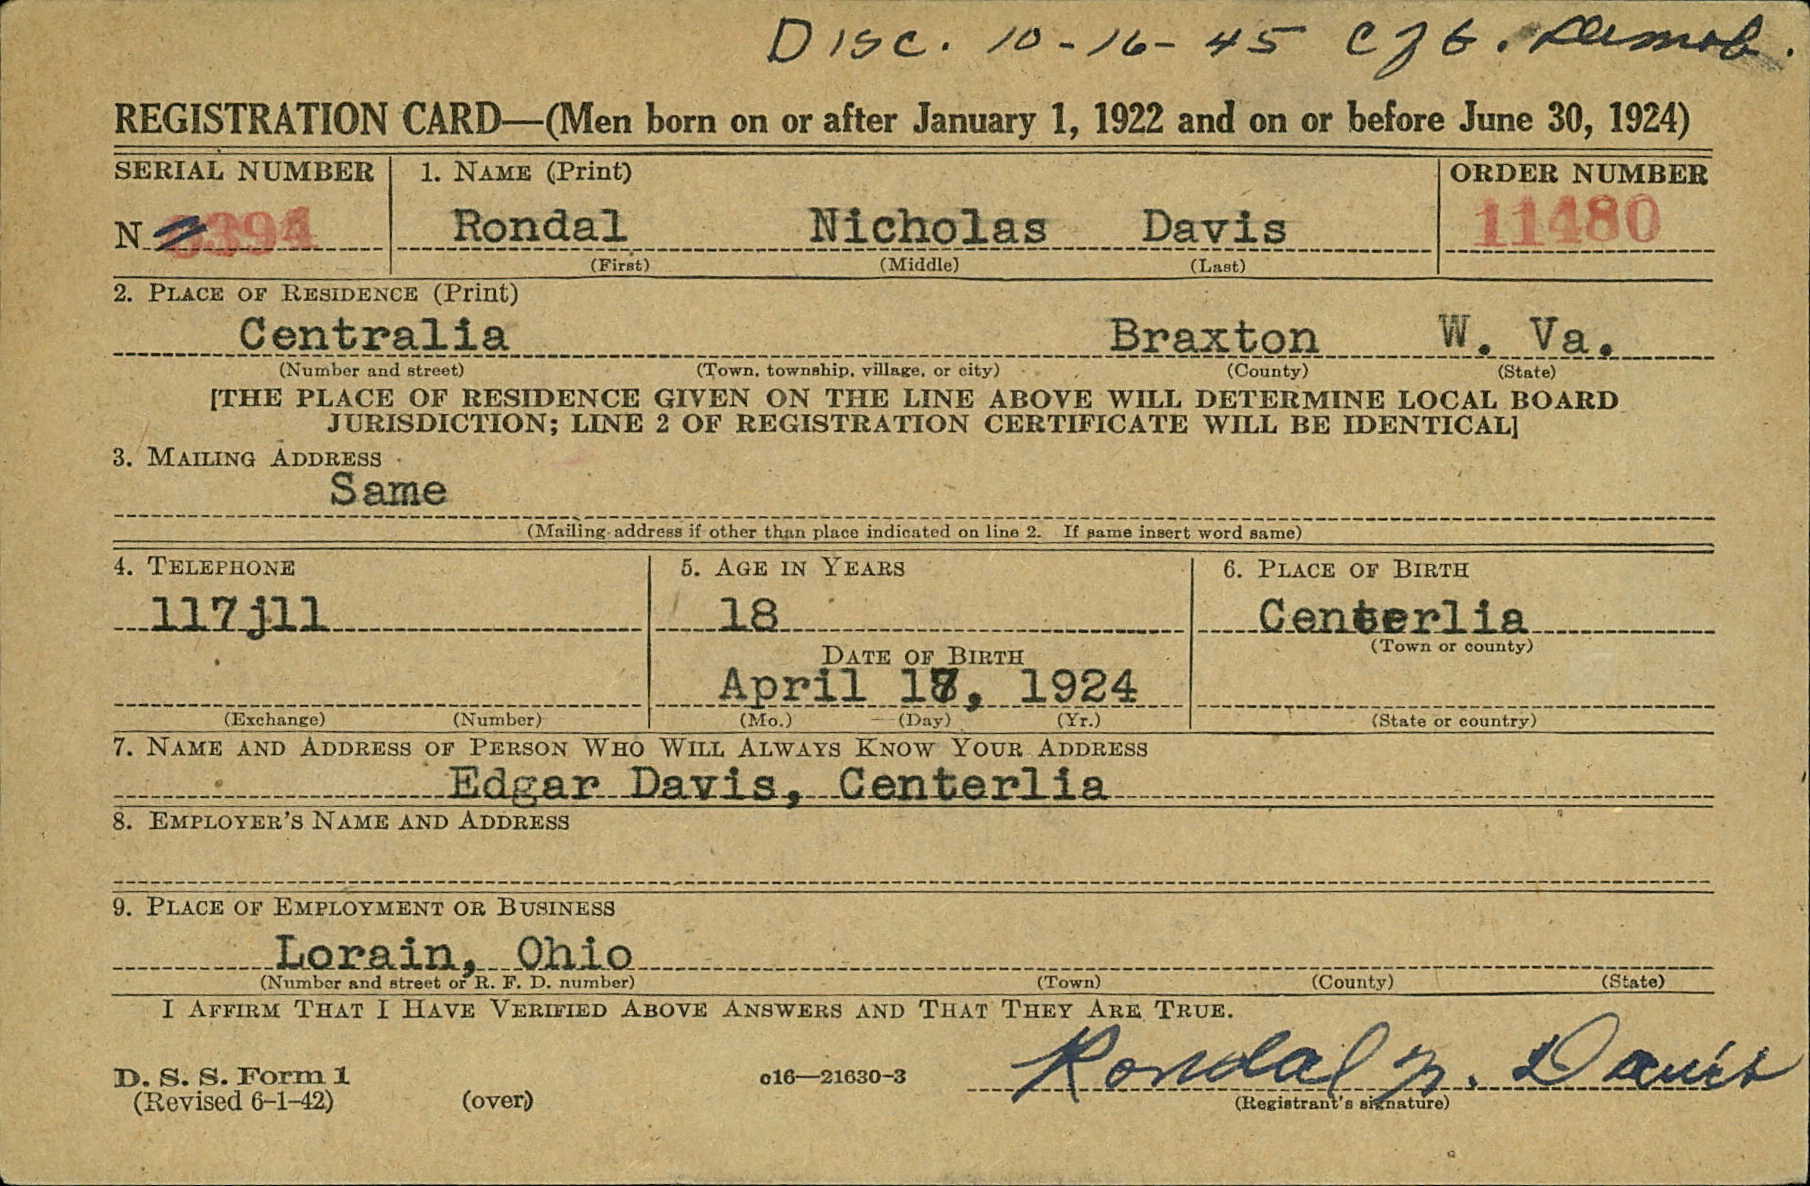 Disc. 10-16-45 Demob.
REGISTRATION CARD—(Men born on or after January 1, 1922 and on or before June 30, 1924)
SERIAL NUMBER 1. NAME (Print) ORDER NUMBER
N Rondal Nicholas Davis 11480
(First) (Middle) (Last)
2. PLACE OF RESIDENCE (Print)
Centralia Braxton W. Va.
(Number and street) (Town, township, village, or city) (County) (State)
[THE PLACE OF RESIDENCE GIVEN ON THE LINE ABOVE WILL DETERMINE LOCAL BOARD
JURISDICTION; LINE 2 OF REGISTRATION CERTIFICATE WILL BE IDENTICAL]
3. MAILING ADDRESS
Same
(Mailing address if other than place indicated on line 2. If same insert word same)
4. TELEPHONE 5. AGE IN YEARS 6. PLACE OF BIRTH
117j11 18 Centerlia
(Town or county)
DATE OF BIRTH
April , 1924
(Exchange) (Number) (Mo.) (Day) (Yr.) (State or country)
7. NAME AND ADDRESS OF PERSON WHO WILL ALWAYS KNOW YOUR ADDRESS
Edgar Davis, Centerlia
8. EMPLOYER'S NAME AND ADDRESS
9. PLACE OF EMPLOYMENT OR BUSINESS
Lorain, Ohio
(Number and street or R. F. D. number) (Town) (County) (State)
I AFFIRM THAT I HAVE VERIFIED ABOVE ANSWERS AND THAT THEY ARE TRUE.
D. S. S. Form 1 o16—21630-3 Rondal N. Davis
(Revised 6-1-42) (over) (Registrant's signature)